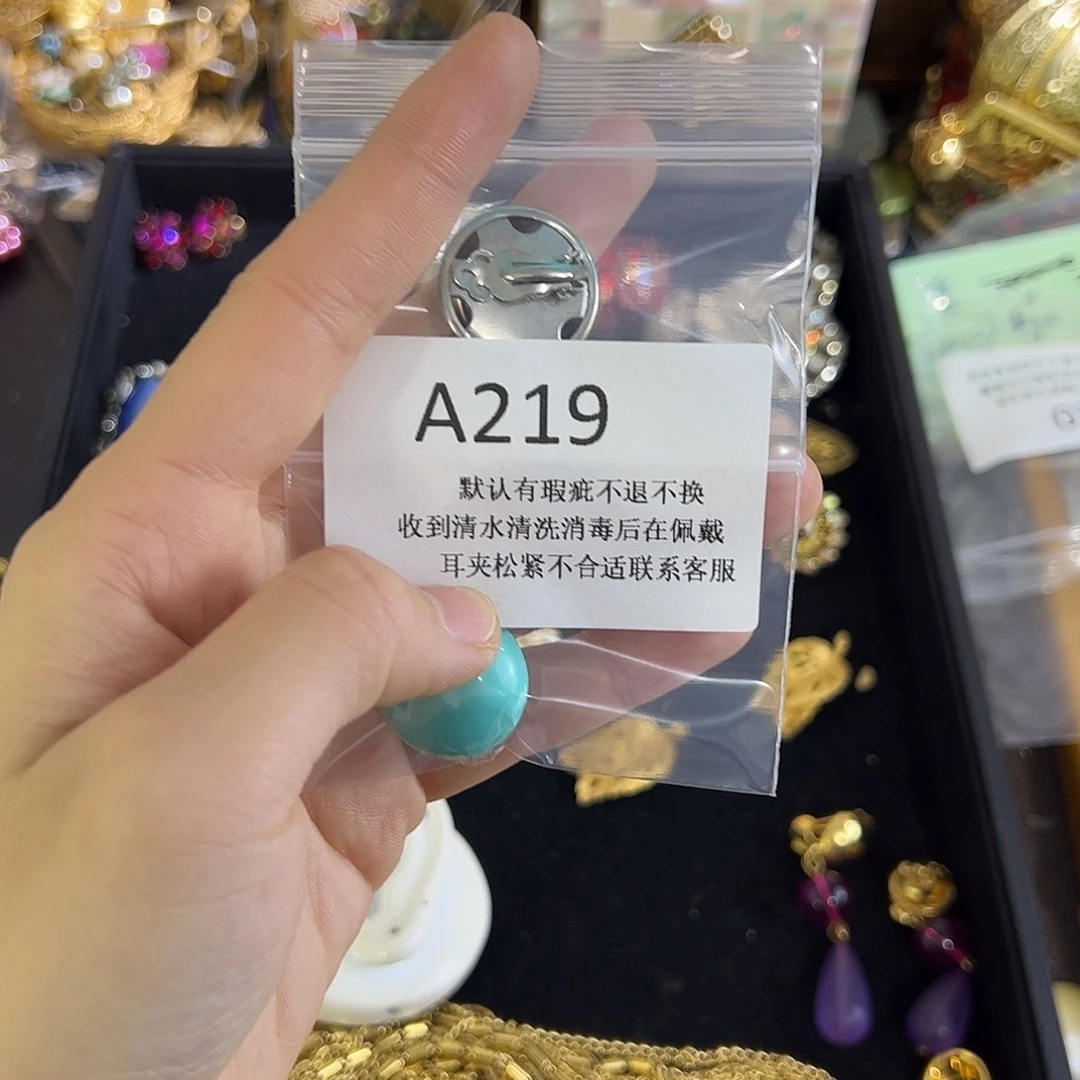 A219
默认有瑕疵不退不换
收到清水清洗消毒后在佩戴
耳夹松紧不合适联系客服